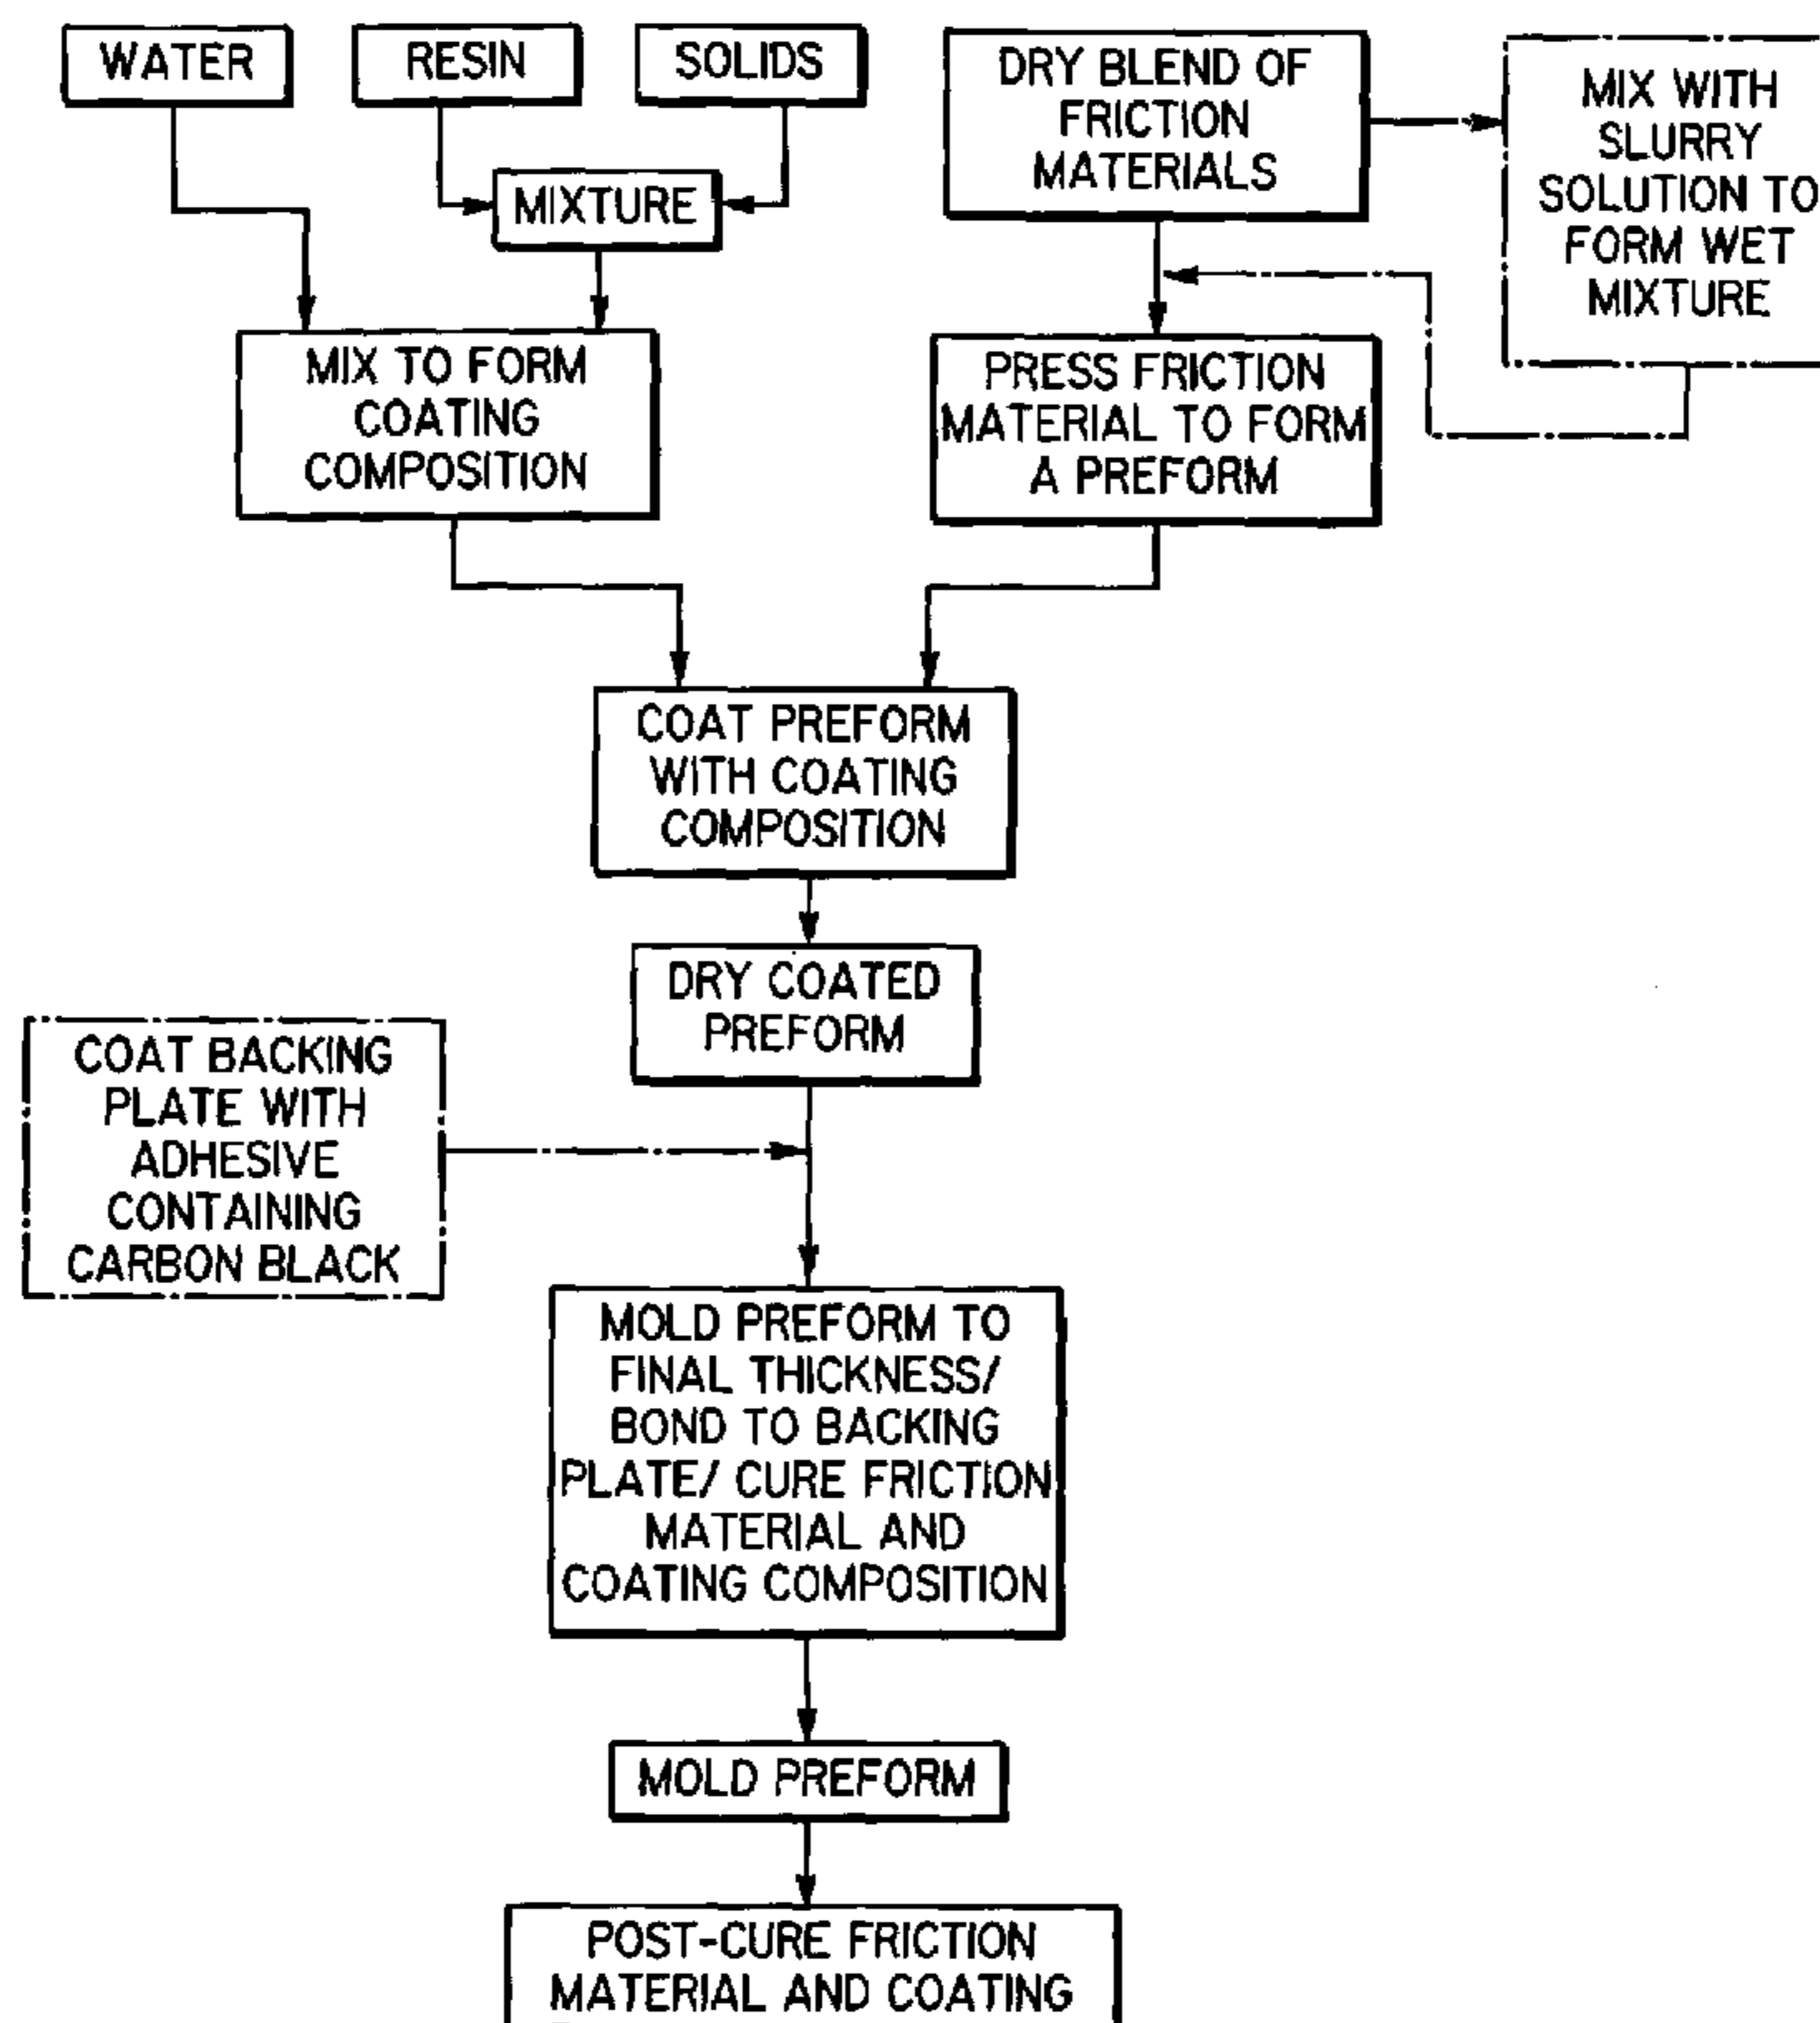 WATER
RESIN
SOLIDS
MIXTURE
MIX TO FORM
COATING
COMPOSITION
DRY BLEND OF
FRICTION
MATERIALS
MIX WITH
SLURRY
SOLUTION TO
FORM WET
MIXTURE
PRESS FRICTION
MATERIAL TO FORM
A PREFORM
COAT PREFORM
WITH COATING
COMPOSITION
DRY COATED
PREFORM
COAT BACKING
PLATE WITH
ADHESIVE
CONTAINING
CARBON BLACK
MOLD PREFORM TO
FINAL THICKNESS/
BOND TO BACKING
PLATE/ CURE FRICTION
MATERIAL AND
COATING COMPOSITION
MOLD PREFORM
POST-CURE FRICTION
MATERIAL AND COATING